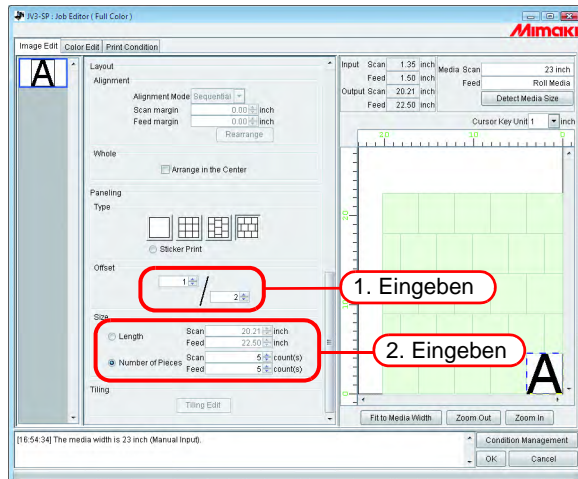 JV3-SP : Job Editor ( Full Color )
Mimaki
Image Edit Color Edit Print Condition
A
Layout
Alignment
Alignment Mode Sequential
Scan margin 0.00 inch
Feed margin 0.00 inch
Rearrange
Whole
Arrange in the Center
Paneling
Type
Sticker Print
Offset
1 / 2
Size
Length Scan 20.21 inch
Feed 22.50 inch
Number of Pieces Scan 5 count(s)
Feed 5 count(s)
Tiling
Tiling Edit
1. Eingeben
2. Eingeben
Input Scan 1.35 inch
Feed 1.50 inch
Output Scan 20.21 inch
Feed 22.50 inch
Media Scan 23 inch
Feed Roll Media
Detect Media Size
Cursor Key Unit 1 inch
20 10 0
20
0
A
Fit to Media Width Zoom Out Zoom In
[16:54:34] The media width is 23 inch (Manual Input).
Condition Management
OK Cancel